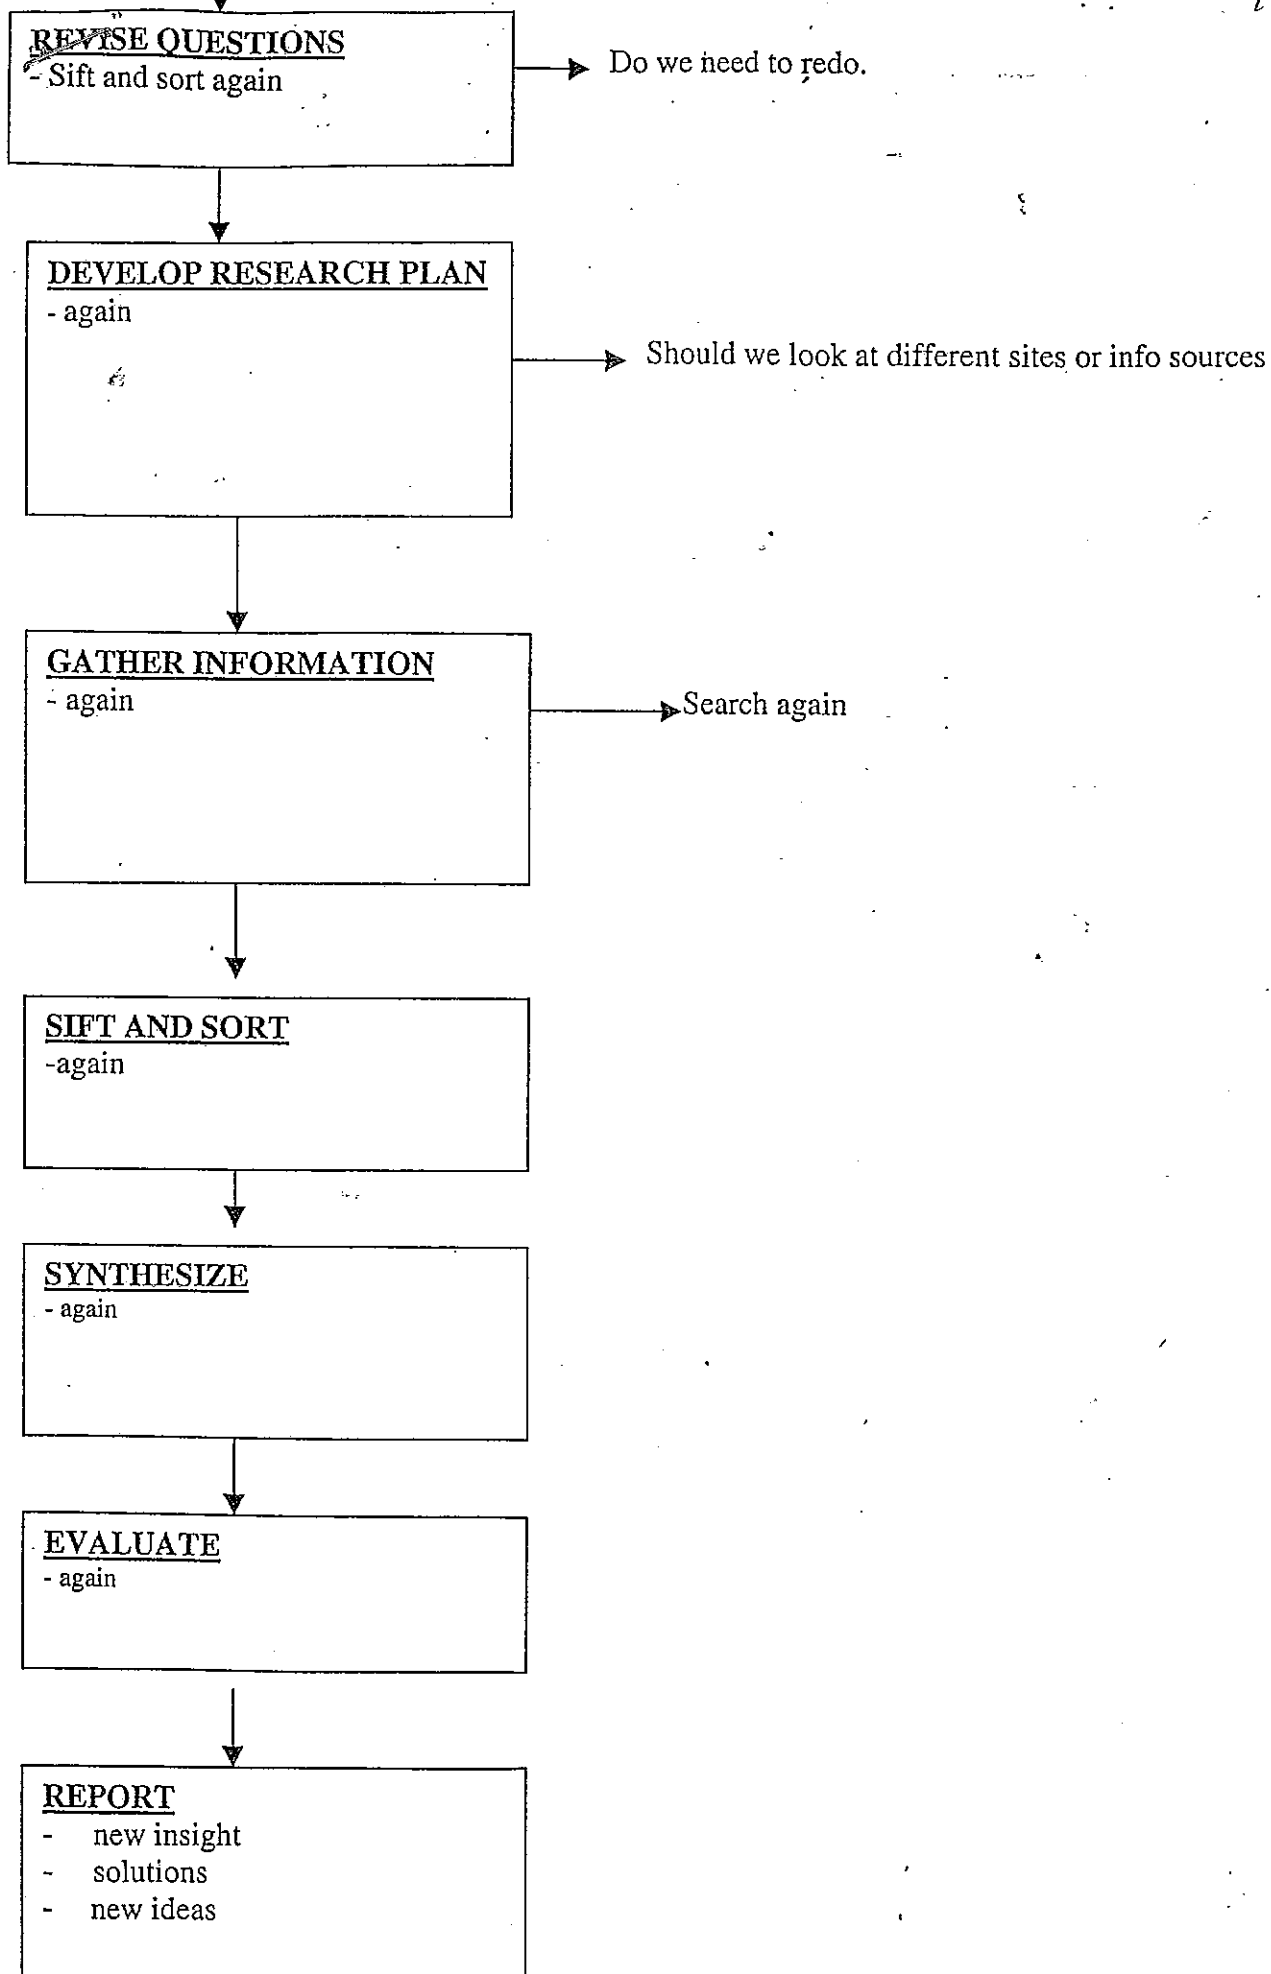 REVISE QUESTIONS
- Sift and sort again
Do we need to redo.
DEVELOP RESEARCH PLAN
- again
Should we look at different sites or info sources
GATHER INFORMATION
- again
Search again
SIFT AND SORT
-again
SYNTHESIZE
- again
EVALUATE
- again
REPORT
- new insight
- solutions
- new ideas